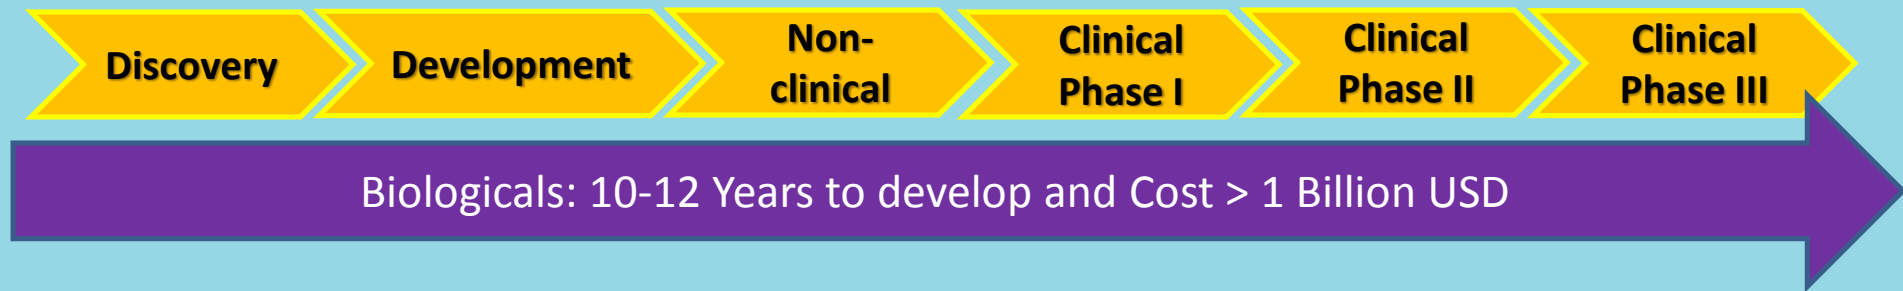 Discovery
Development
Non-
clinical
Clinical
Phase I
Clinical
Phase II
Clinical
Phase III
Biologicals: 10-12 Years to develop and Cost > 1 Billion USD